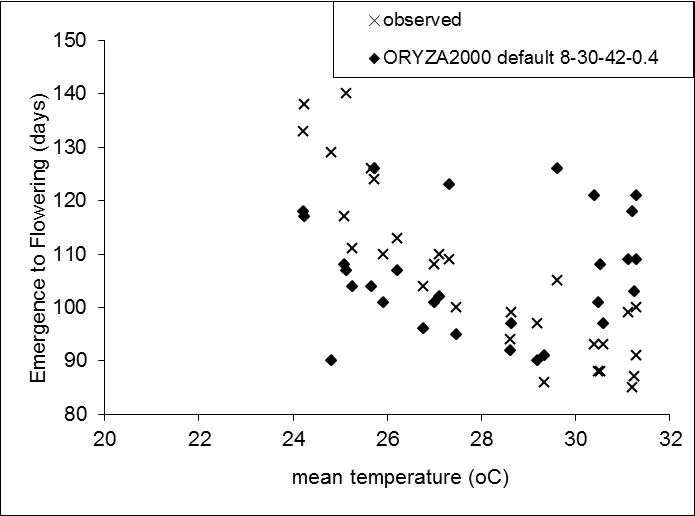 observed
ORYZA2000 default 8-30-42-0.4
Emergence to Flowering (days)
150
140
130
120
110
100
90
80
20 22 24 26 28 30 32
mean temperature (oC)